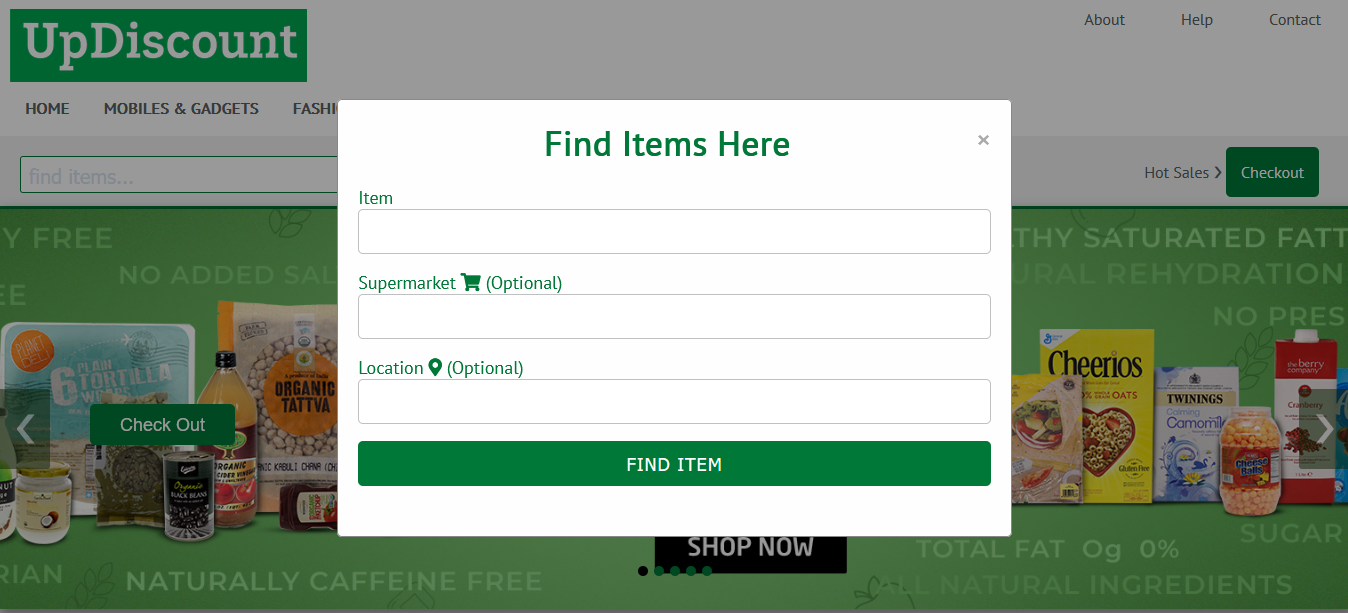 UpDiscount
About
Help
Contact
HOME
MOBILES & GADGETS
FASHI
Find Items Here
×
find items...
Hot Sales
Checkout
Item
Supermarket (Optional)
Location (Optional)
FIND ITEM
Y FREE
NO ADDED SAL
EE
THY SATURATED FATT
URAL REHYDRATION
NO PRES
PLAIN
6 TORTILLA
ORGANIC
TATTVA
Check Out
ORGANIC
Organic
BLACK BEANS
Cheerios
OATS
Gluten Free
TWININGS
Calming
Camomile
Cheese
Balls
the berry
company
Cranberry
SHOP NOW
SUGAR
TOTAL FAT 0g 0%
RIAN
NATURALLY CAFFEINE FREE
ALL NATURAL INGREDIENTS